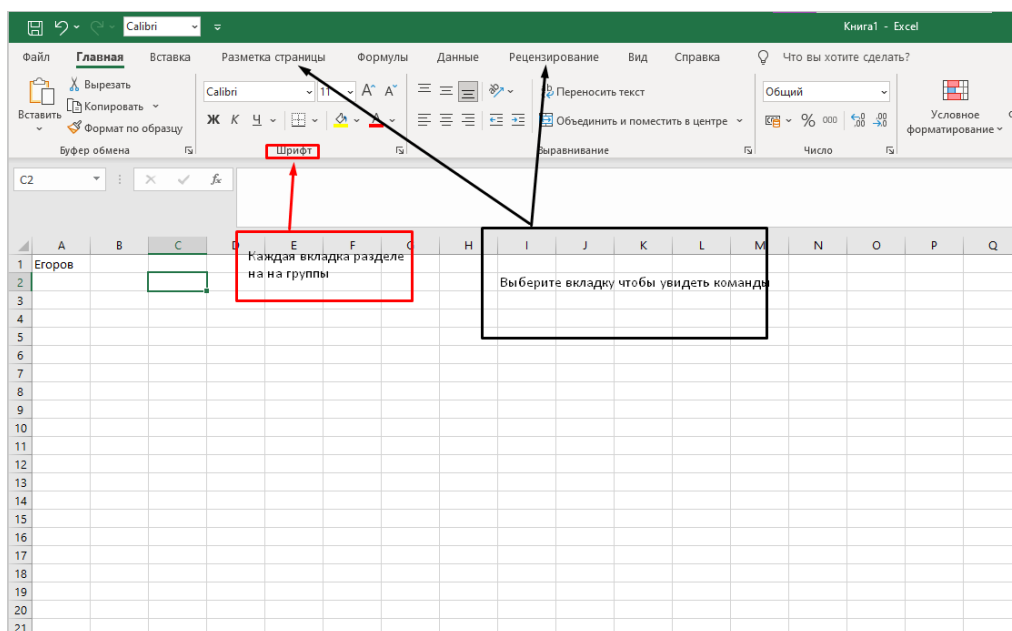 Calibri
Книга1 - Excel
Файл Главная Вставка Разметка страницы Формулы Данные Рецензирование Вид Справка Что вы хотите сделать?
Вставить
Вырезать
Копировать
Формат по образцу
Буфер обмена
Calibri 11 A A
Ж К Ч A
Шрифт
Переносить текст
Объединить и поместить в центре
Выравнивание
Общий
% 000 ,00 ,00
Число
Условное
форматирование
C2 fx
A B C D E F G H I J K L M N O P Q
1 Егоров
Каждая вкладка разделе
на на группы
Выберите вкладку чтобы увидеть команды
2
3
4
5
6
7
8
9
10
11
12
13
14
15
16
17
18
19
20
21